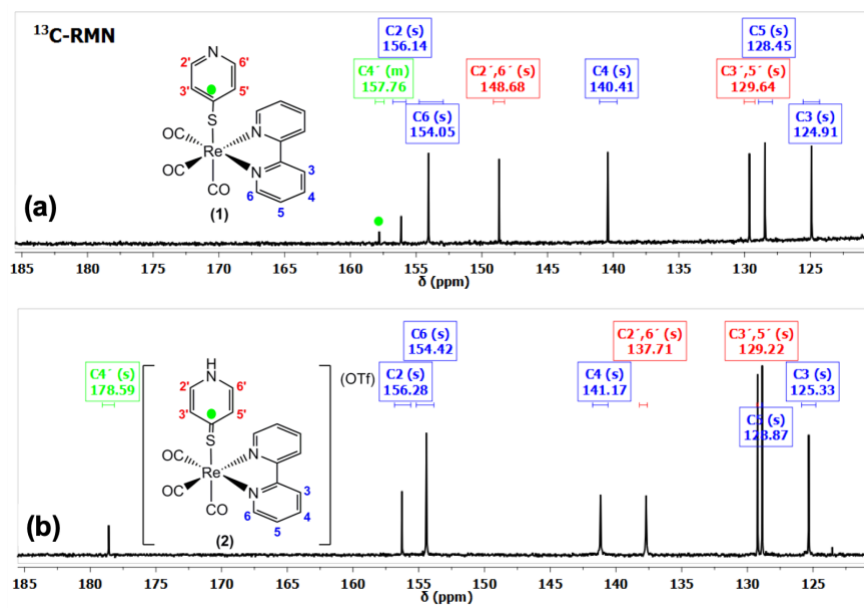 ¹³C-RMN
C2 (s)
156.14
C5 (s)
128.45
C4´ (m)
157.76
C2´,6´ (s)
148.68
C4 (s)
140.41
C3´,5´ (s)
129.64
C6 (s)
154.05
C3 (s)
124.91
N
2'
6'
3'
5'
S
OC
N
Re
OC
N
3
CO
4
6
5
(1)
(a)
185
180
175
170
165
160
155
150
145
140
135
130
125
δ (ppm)
C6 (s)
154.42
C2´,6´ (s)
137.71
C3´,5´ (s)
129.22
C4´ (s)
178.59
C2 (s)
156.28
C4 (s)
141.17
C3 (s)
125.33
C5 (s)
128.87
H
N
(OTf)
2'
6'
3'
5'
S
OC
N
Re
OC
N
3
CO
4
6
5
(2)
(b)
185
180
175
170
165
160
155
150
145
140
135
130
125
δ (ppm)